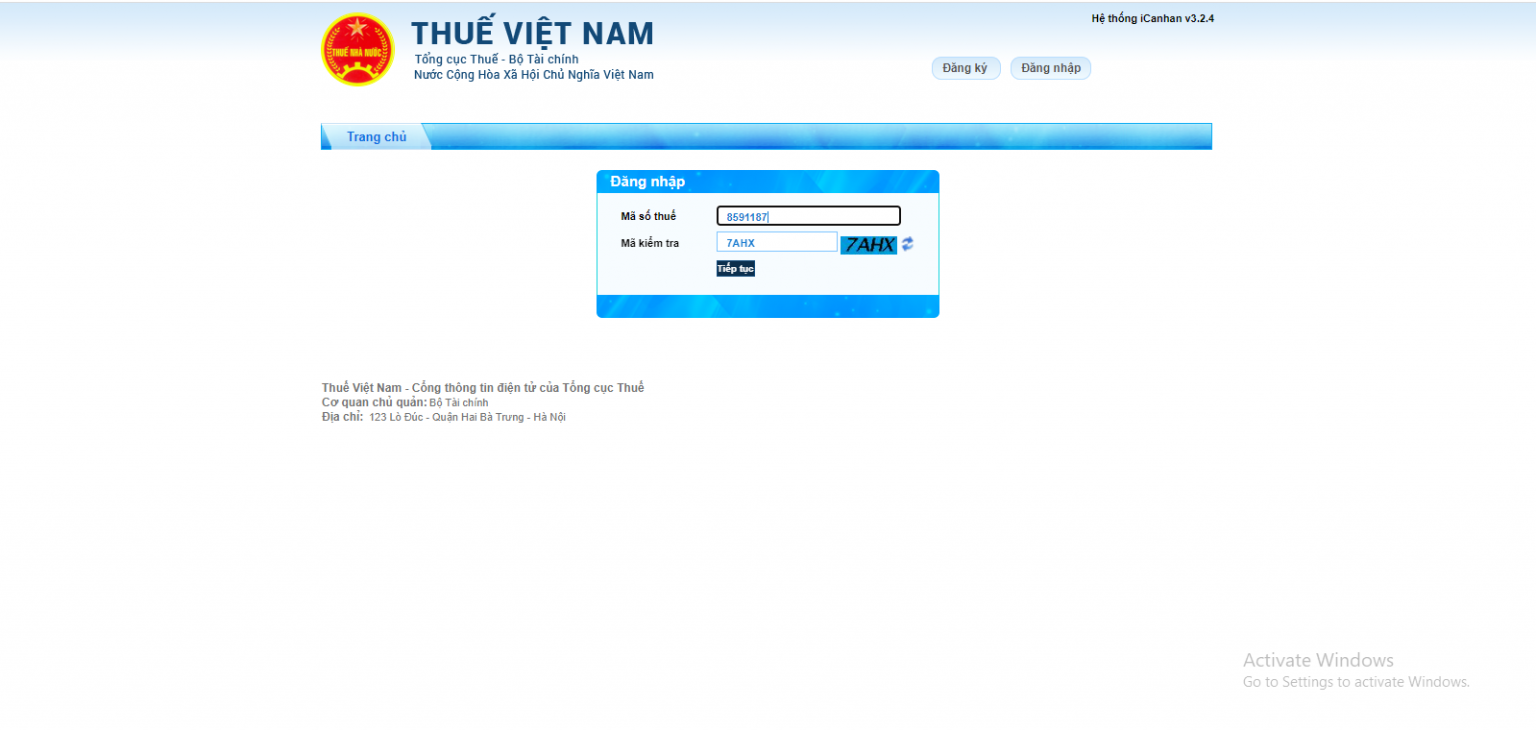 Hệ thống iCanhan v3.2.4
THUẾ NHÀ NƯỚC
THUẾ VIỆT NAM
Tổng cục Thuế - Bộ Tài chính
Nước Cộng Hòa Xã Hội Chủ Nghĩa Việt Nam
Đăng ký
Đăng nhập
Trang chủ
Đăng nhập
Mã số thuế 8591187
Mã kiểm tra 7AHX 7AHX
Tiếp tục
Thuế Việt Nam - Cổng thông tin điện tử của Tổng cục Thuế
Cơ quan chủ quản: Bộ Tài chính
Địa chỉ: 123 Lò Đúc - Quận Hai Bà Trưng - Hà Nội
Activate Windows
Go to Settings to activate Windows.